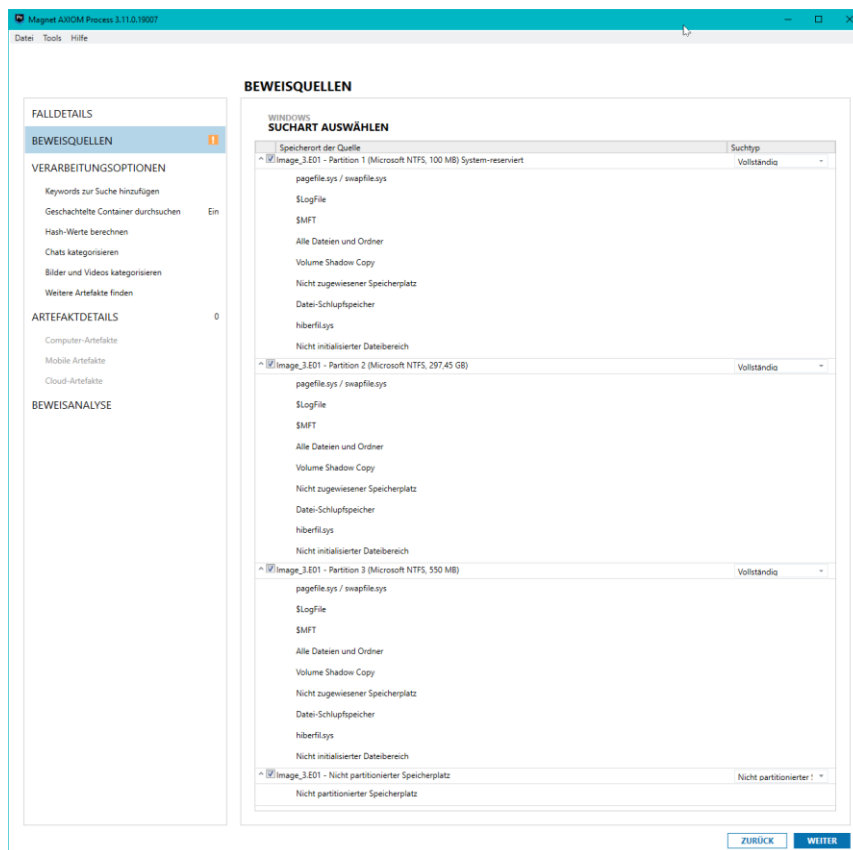 Magnet AXIOM Process 3.11.0.19007
Datei Tools Hilfe
BEWEISQUELLEN
FALLDETAILS
BEWEISQUELLEN
VERARBEITUNGSOPTIONEN
Keywords zur Suche hinzufügen
Geschachtelte Container durchsuchen Ein
Hash-Werte berechnen
Chats kategorisieren
Bilder und Videos kategorisieren
Weitere Artefakte finden
ARTEFAKTDETAILS 0
Computer-Artefakte
Mobile Artefakte
Cloud-Artefakte
BEWEISANALYSE
WINDOWS
SUCHART AUSWÄHLEN
Speicherort der Quelle Suchtyp
Image_3.E01 - Partition 1 (Microsoft NTFS, 100 MB) System-reserviert Vollständig
pagefile.sys / swapfile.sys
$LogFile
$MFT
Alle Dateien und Ordner
Volume Shadow Copy
Nicht zugewiesener Speicherplatz
Datei-Schlupfspeicher
hiberfil.sys
Nicht initialisierter Dateibereich
Image_3.E01 - Partition 2 (Microsoft NTFS, 297,45 GB) Vollständig
pagefile.sys / swapfile.sys
$LogFile
$MFT
Alle Dateien und Ordner
Volume Shadow Copy
Nicht zugewiesener Speicherplatz
Datei-Schlupfspeicher
hiberfil.sys
Nicht initialisierter Dateibereich
Image_3.E01 - Partition 3 (Microsoft NTFS, 550 MB) Vollständig
pagefile.sys / swapfile.sys
$LogFile
$MFT
Alle Dateien und Ordner
Volume Shadow Copy
Nicht zugewiesener Speicherplatz
Datei-Schlupfspeicher
hiberfil.sys
Nicht initialisierter Dateibereich
Image_3.E01 - Nicht partitionierter Speicherplatz Nicht partitionierter
Nicht partitionierter Speicherplatz
ZURÜCK WEITER